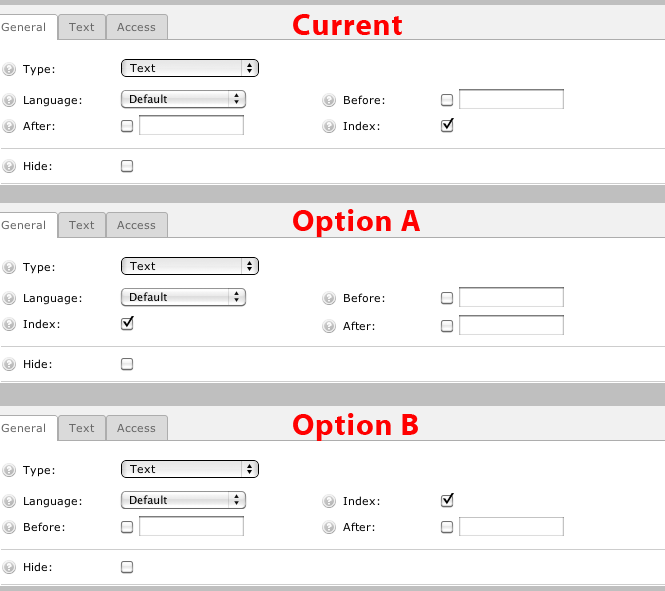 General Text Access Current
Type: Text
Language: Default Before:
After: Index:
Hide:
General Text Access Option A
Type: Text
Language: Default Before:
Index: After:
Hide:
General Text Access Option B
Type: Text
Language: Default Index:
Before: After:
Hide: